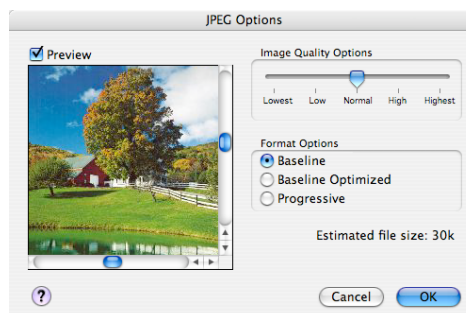 JPEG Options
Preview
Image Quality Options
Lowest Low Normal High Highest
Format Options
Baseline
Baseline Optimized
Progressive
Estimated file size: 30k
?
Cancel OK